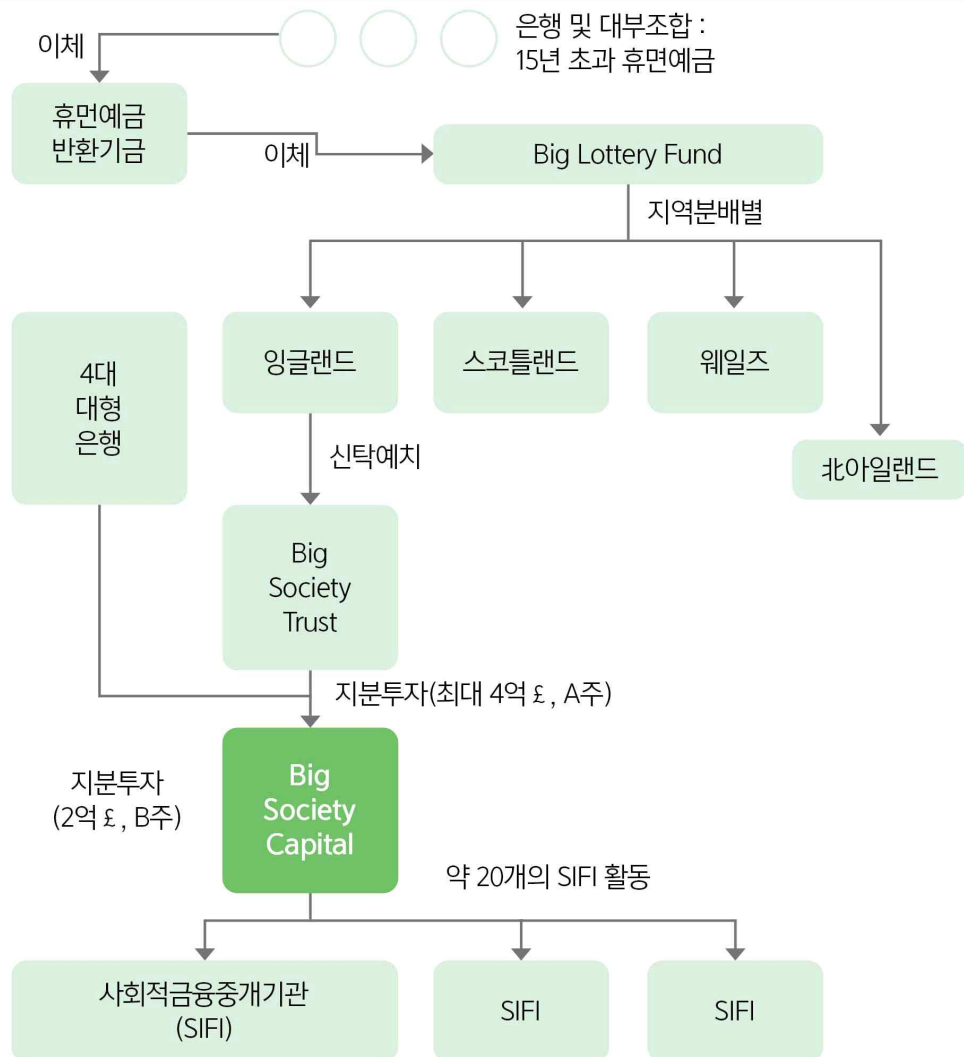 은행 및 대부조합 :
15년 초과 휴면예금
이체
휴먼예금
반환기금
이체
Big Lottery Fund
지역분배별
4대
대형
은행
잉글랜드
스코틀랜드
웨일즈
北아일랜드
신탁예치
Big
Society
Trust
지분투자(최대 4억 £, A주)
지분투자
(2억 £, B주)
Big
Society
Capital
약 20개의 SIFI 활동
사회적금융중개기관
(SIFI)
SIFI
SIFI